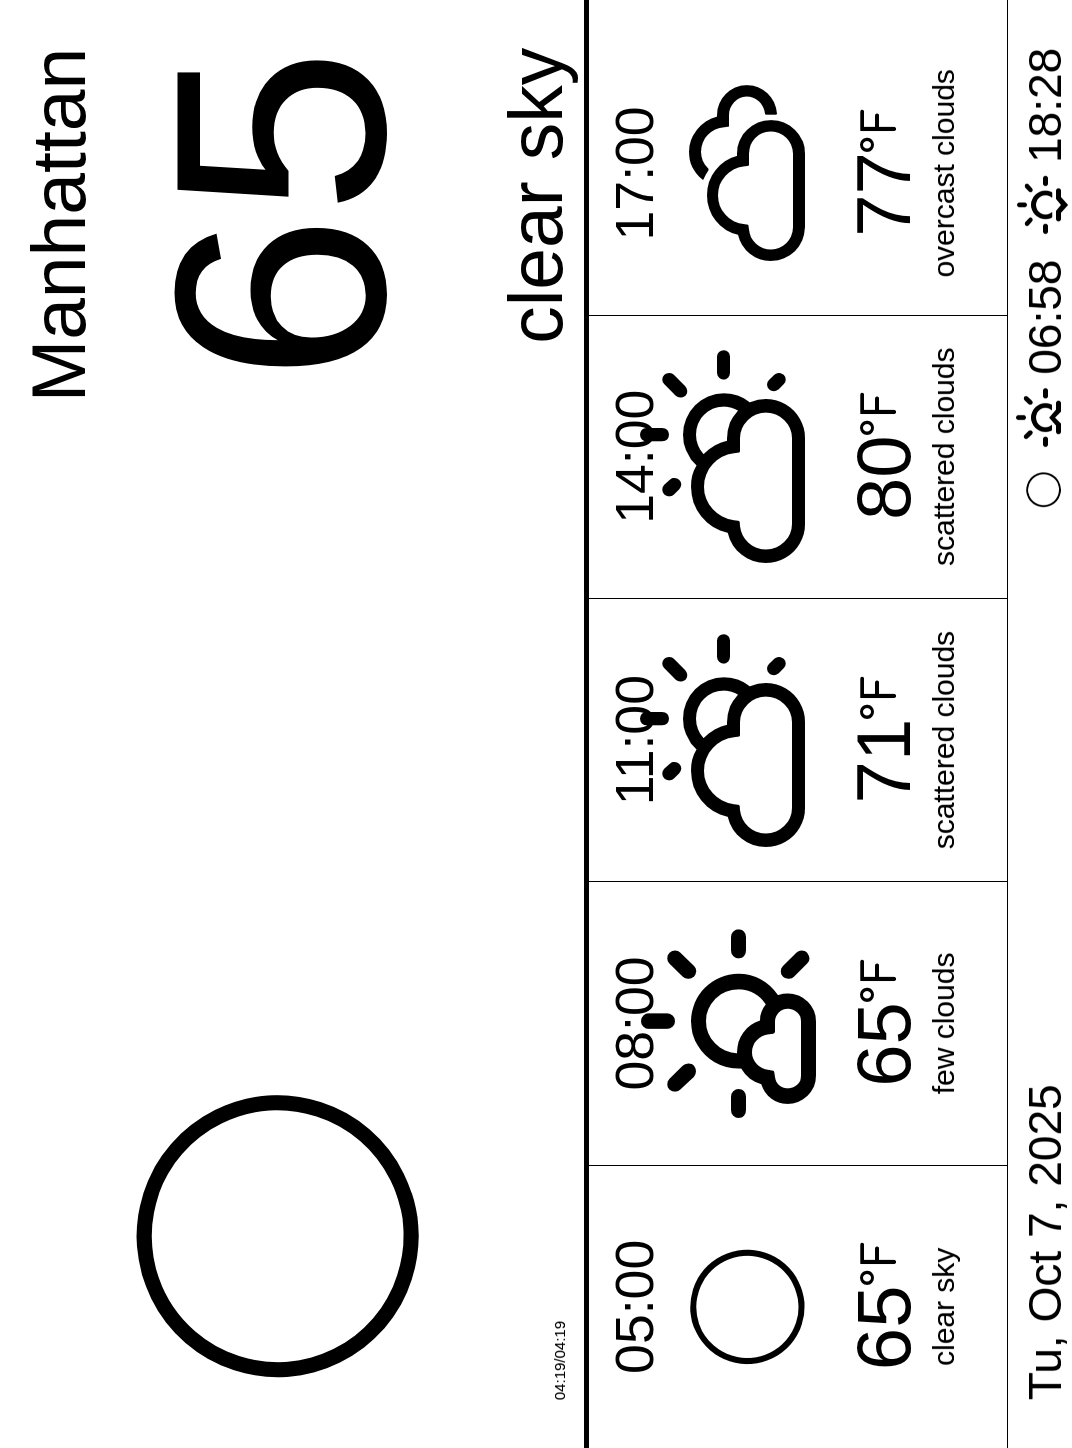 Manhattan
65
clear sky
04:19/04:19
05:00 08:00 11:00 14:00 17:00
65°F 65°F 71°F 80°F 77°F
clear sky few clouds scattered clouds scattered clouds overcast clouds
Tu, Oct 7, 2025 06:58 18:28